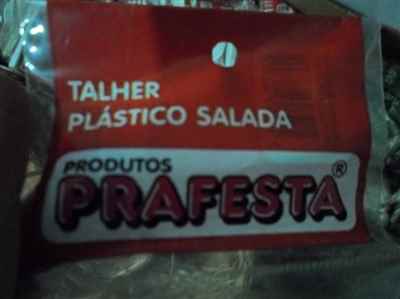 TALHER
PLÁSTICO SALADA
PRODUTOS
PRAFESTA®